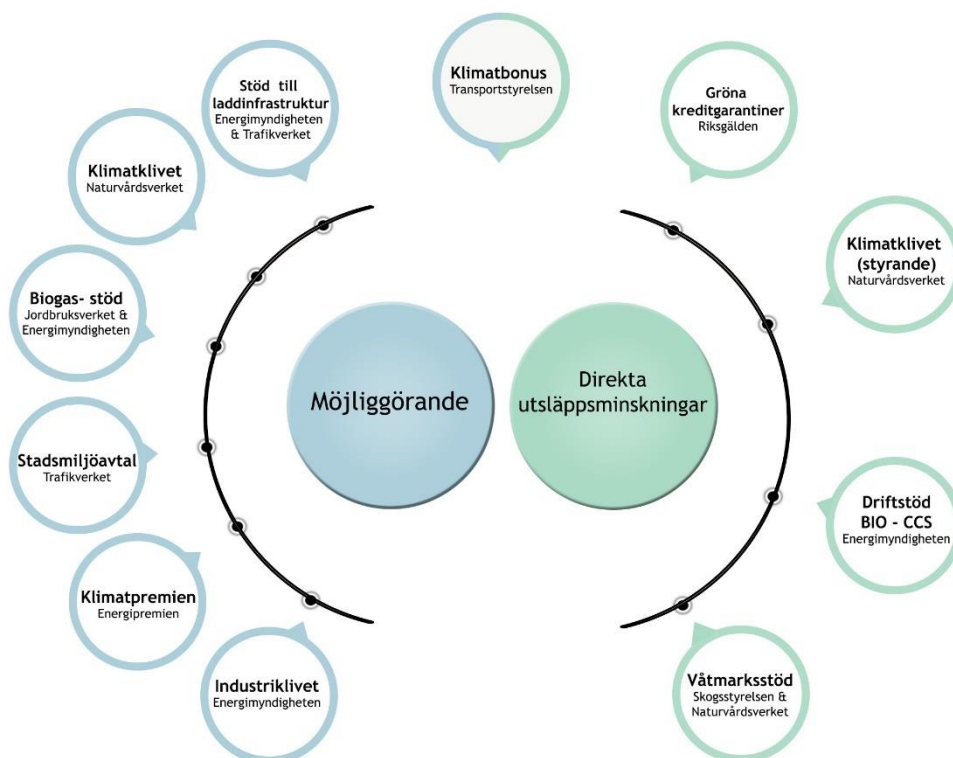 Klimatbonus
Transportstyrelsen
Stöd till
laddinfrastruktur
Energimyndigheten
& Trafikverket
Klimatklivet
Naturvårdsverket
Biogas- stöd
Jordbruksverket &
Energimyndigheten
Stadsmiljöavtal
Trafikverket
Klimatpremien
Energipremien
Industriklivet
Energimyndigheten
Möjliggörande
Direkta
utsläppsminskningar
Gröna
kreditgarantiner
Riksgälden
Klimatklivet
(styrande)
Naturvårdsverket
Driftstöd
BIO - CCS
Energimyndigheten
Våtmarksstöd
Skogsstyrelsen &
Naturvårdsverket